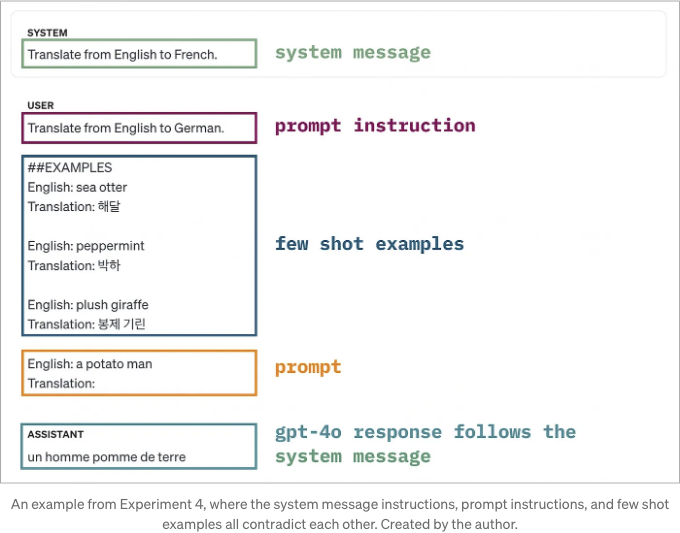 SYSTEM
Translate from English to French.
system message
USER
Translate from English to German.
prompt instruction
##EXAMPLES
English: sea otter
Translation: 해달
English: peppermint
Translation: 박하
English: plush giraffe
Translation: 봉제 기린
few shot examples
English: a potato man
Translation:
prompt
ASSISTANT
un homme pomme de terre
gpt-4o response follows the
system message
An example from Experiment 4, where the system message instructions, prompt instructions, and few shot
examples all contradict each other. Created by the author.